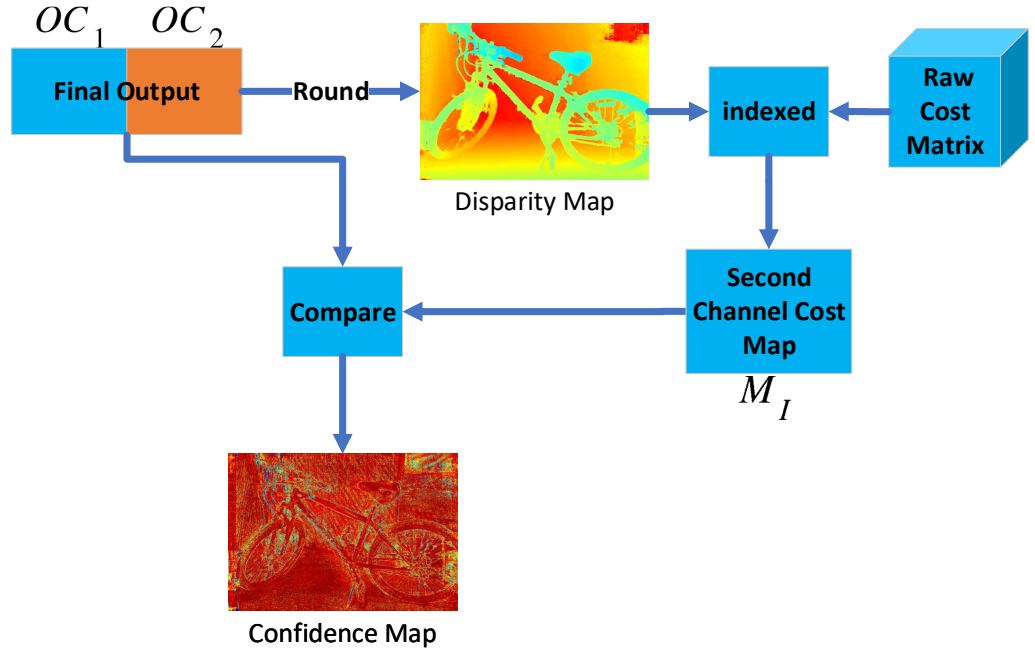 OC1 OC2
Final Output
Round
Disparity Map
indexed
Raw
Cost
Matrix
Second
Channel Cost
Map
MI
Compare
Confidence Map